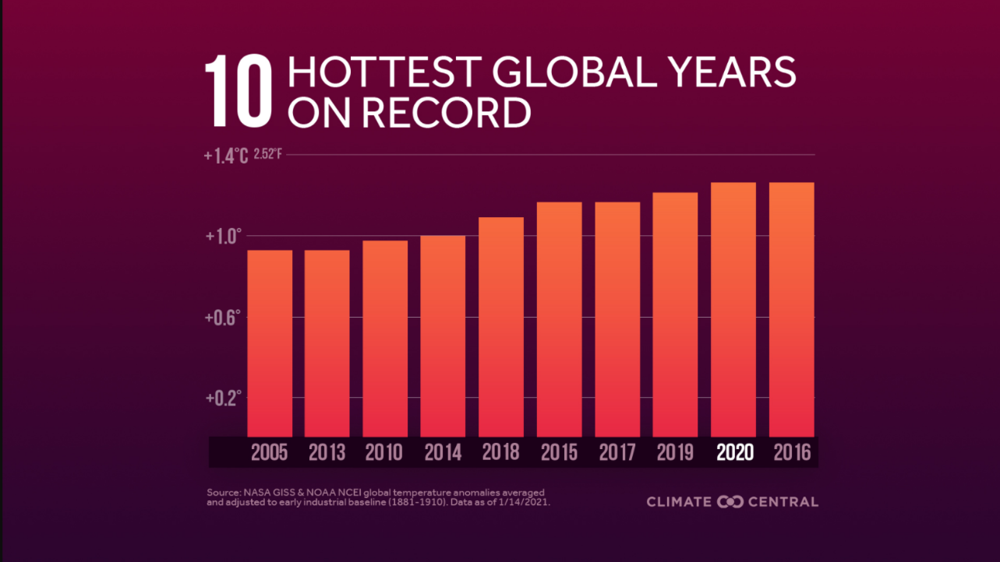 10 HOTTEST GLOBAL YEARS
ON RECORD
+1.4°C 2.52°F
+1.0°
+0.6°
+0.2°
2005 2013 2010 2014 2018 2015 2017 2019 2020 2016
Source: NASA GISS & NOAA NCEI global temperature anomalies averaged
and adjusted to early industrial baseline (1881-1910). Data as of 1/14/2021.
CLIMATE CENTRAL